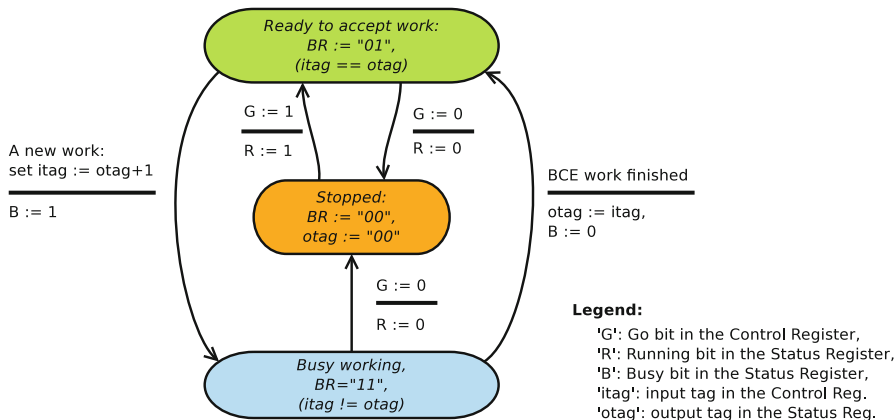 Ready to accept work:
BR := "01",
(itag == otag)
G := 1
R := 1
G := 0
R := 0
A new work:
set itag := otag+1
B := 1
BCE work finished
otag := itag,
B := 0
Stopped:
BR := "00",
otag := "00"
G := 0
R := 0
Busy working,
BR="11",
(itag != otag)
Legend:
'G': Go bit in the Control Register,
'R': Running bit in the Status Register,
'B': Busy bit in the Status Register,
'itag': input tag in the Control Reg.
'otag': output tag in the Status Reg.